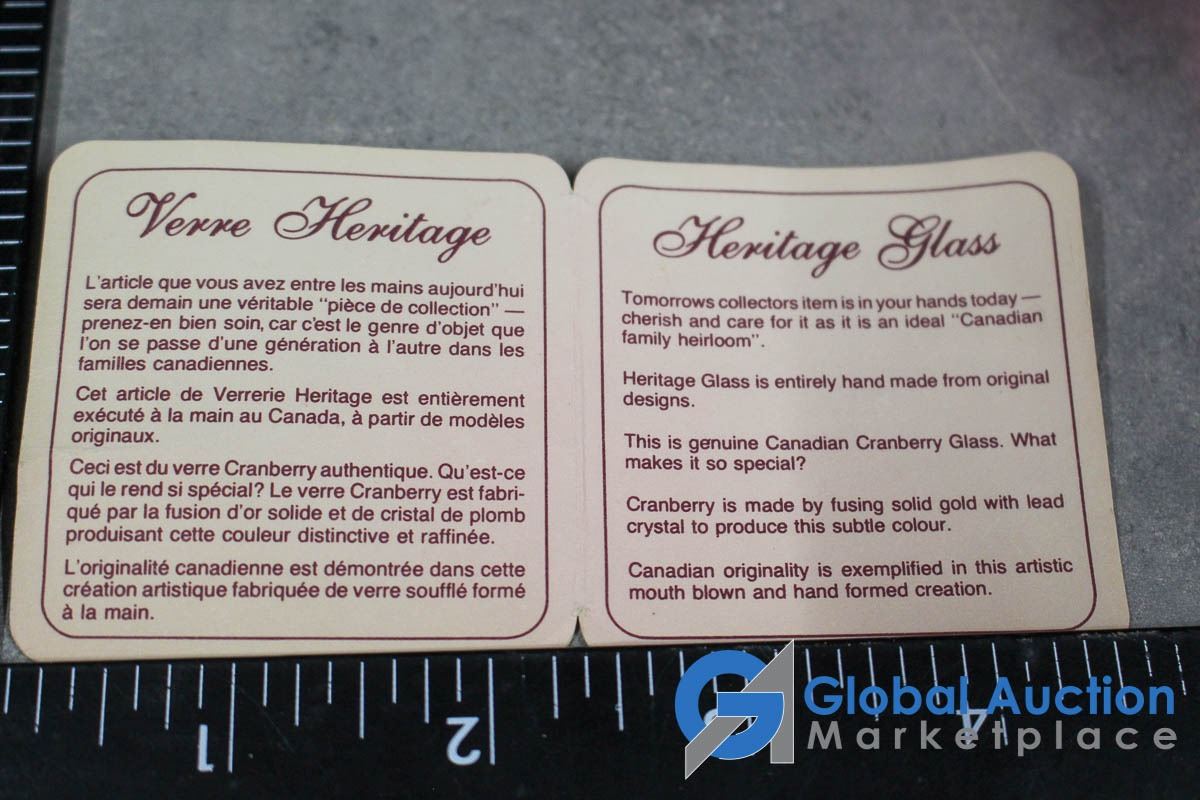 Verre Heritage
L'article que vous avez entre les mains aujourd'hui
sera demain une véritable "pièce de collection" —
prenez-en bien soin, car c'est le genre d'objet que
l'on se passe d'une génération à l'autre dans les
familles canadiennes.
Cet article de Verrerie Heritage est entièrement
exécuté à la main au Canada, à partir de modèles
originaux.
Ceci est du verre Cranberry authentique. Qu'est-ce
qui le rend si spécial? Le verre Cranberry est fabri-
qué par la fusion d'or solide et de cristal de plomb
produisant cette couleur distinctive et raffinée.
L'originalité canadienne est démontrée dans cette
création artistique fabriquée de verre soufflé formé
à la main.
Heritage Glass
Tomorrows collectors item is in your hands today —
cherish and care for it as it is an ideal "Canadian
family heirloom".
Heritage Glass is entirely hand made from original
designs.
This is genuine Canadian Cranberry Glass. What
makes it so special?
Cranberry is made by fusing solid gold with lead
crystal to produce this subtle colour.
Canadian originality is exemplified in this artistic
mouth blown and hand formed creation.
1 2 3 4
Global Auction
Marketplace